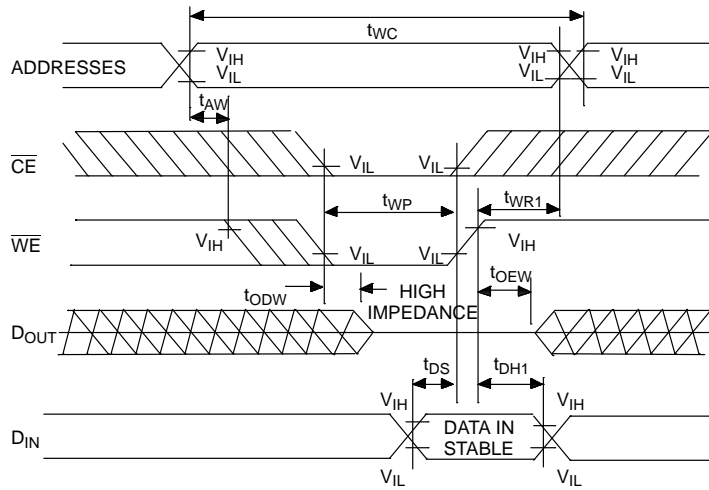 tWC
ADDRESSES
VIH
VIL
VIH
VIL
VIH
VIL
tAW
CE
VIL
VIL
tWP
tWR1
WE
VIH
VIL
VIL
VIH
tODW
HIGH
IMPEDANCE
tOEW
DOUT
tDS
tDH1
VIH
VIH
DIN
DATA IN
STABLE
VIL
VIL